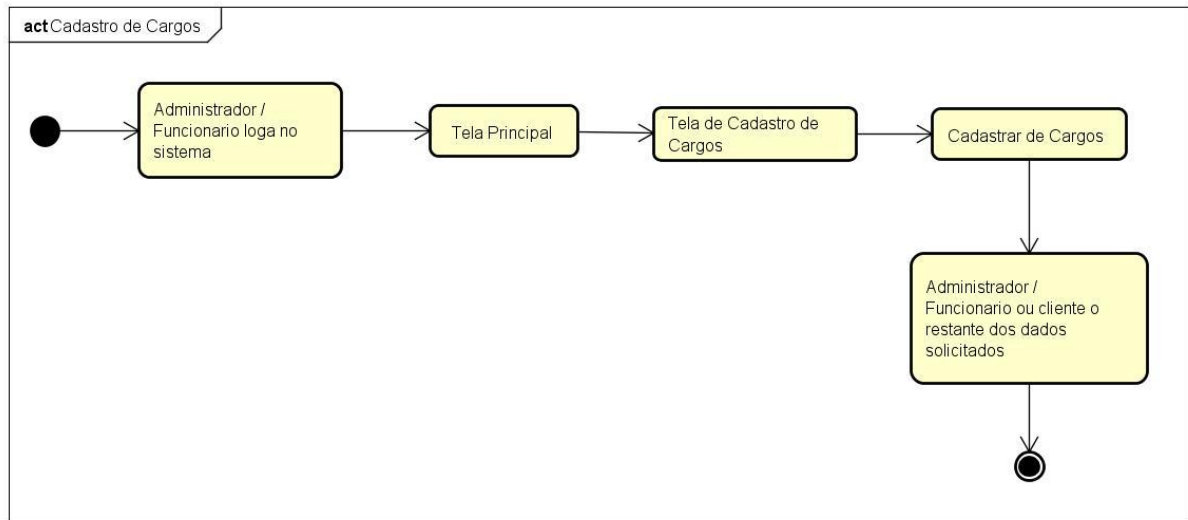 act Cadastro de Cargos
Administrador /
Funcionario loga no
sistema
Tela Principal
Tela de Cadastro de
Cargos
Cadastrar de Cargos
Administrador /
Funcionario ou cliente o
restante dos dados
solicitados